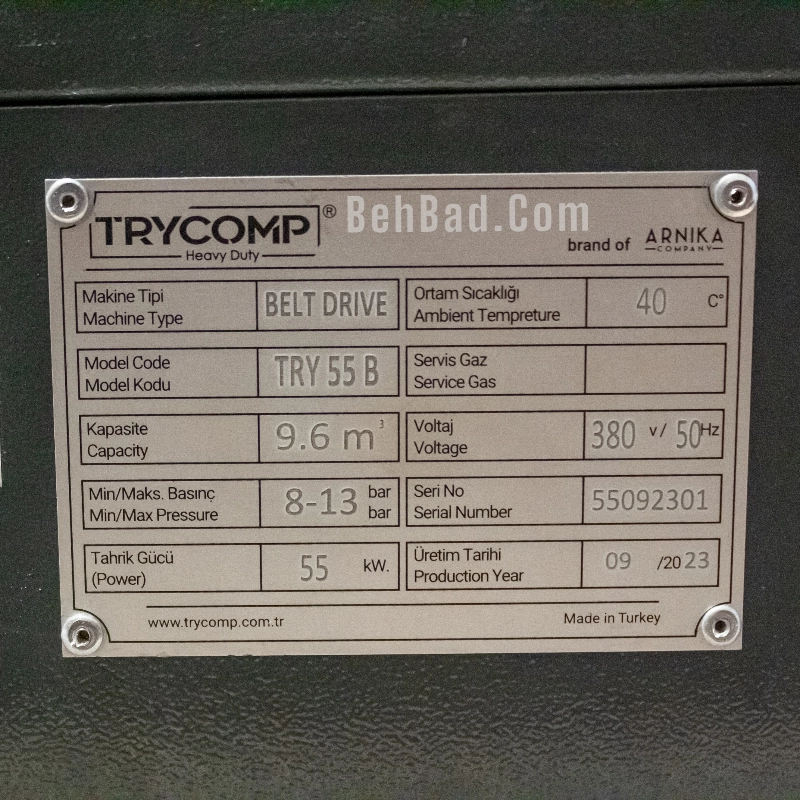 TRYCOMP®
Heavy Duty
BehBad.Com
brand of ARNIKA
COMPANY
Makine Tipi
Machine Type
BELT DRIVE
Ortam Sıcaklığı
Ambient Tempreture
40 C°
Model Code
Model Kodu
TRY 55 B
Servis Gaz
Service Gas
Kapasite
Capacity
9.6 m³
Voltaj
Voltage
380 v/ 50Hz
Min/Maks. Basınç
Min/Max Pressure
8-13 bar
bar
Seri No
Serial Number
55092301
Tahrik Gücü
(Power)
55 kW.
Üretim Tarihi
Production Year
09 /2023
www.trycomp.com.tr
Made in Turkey